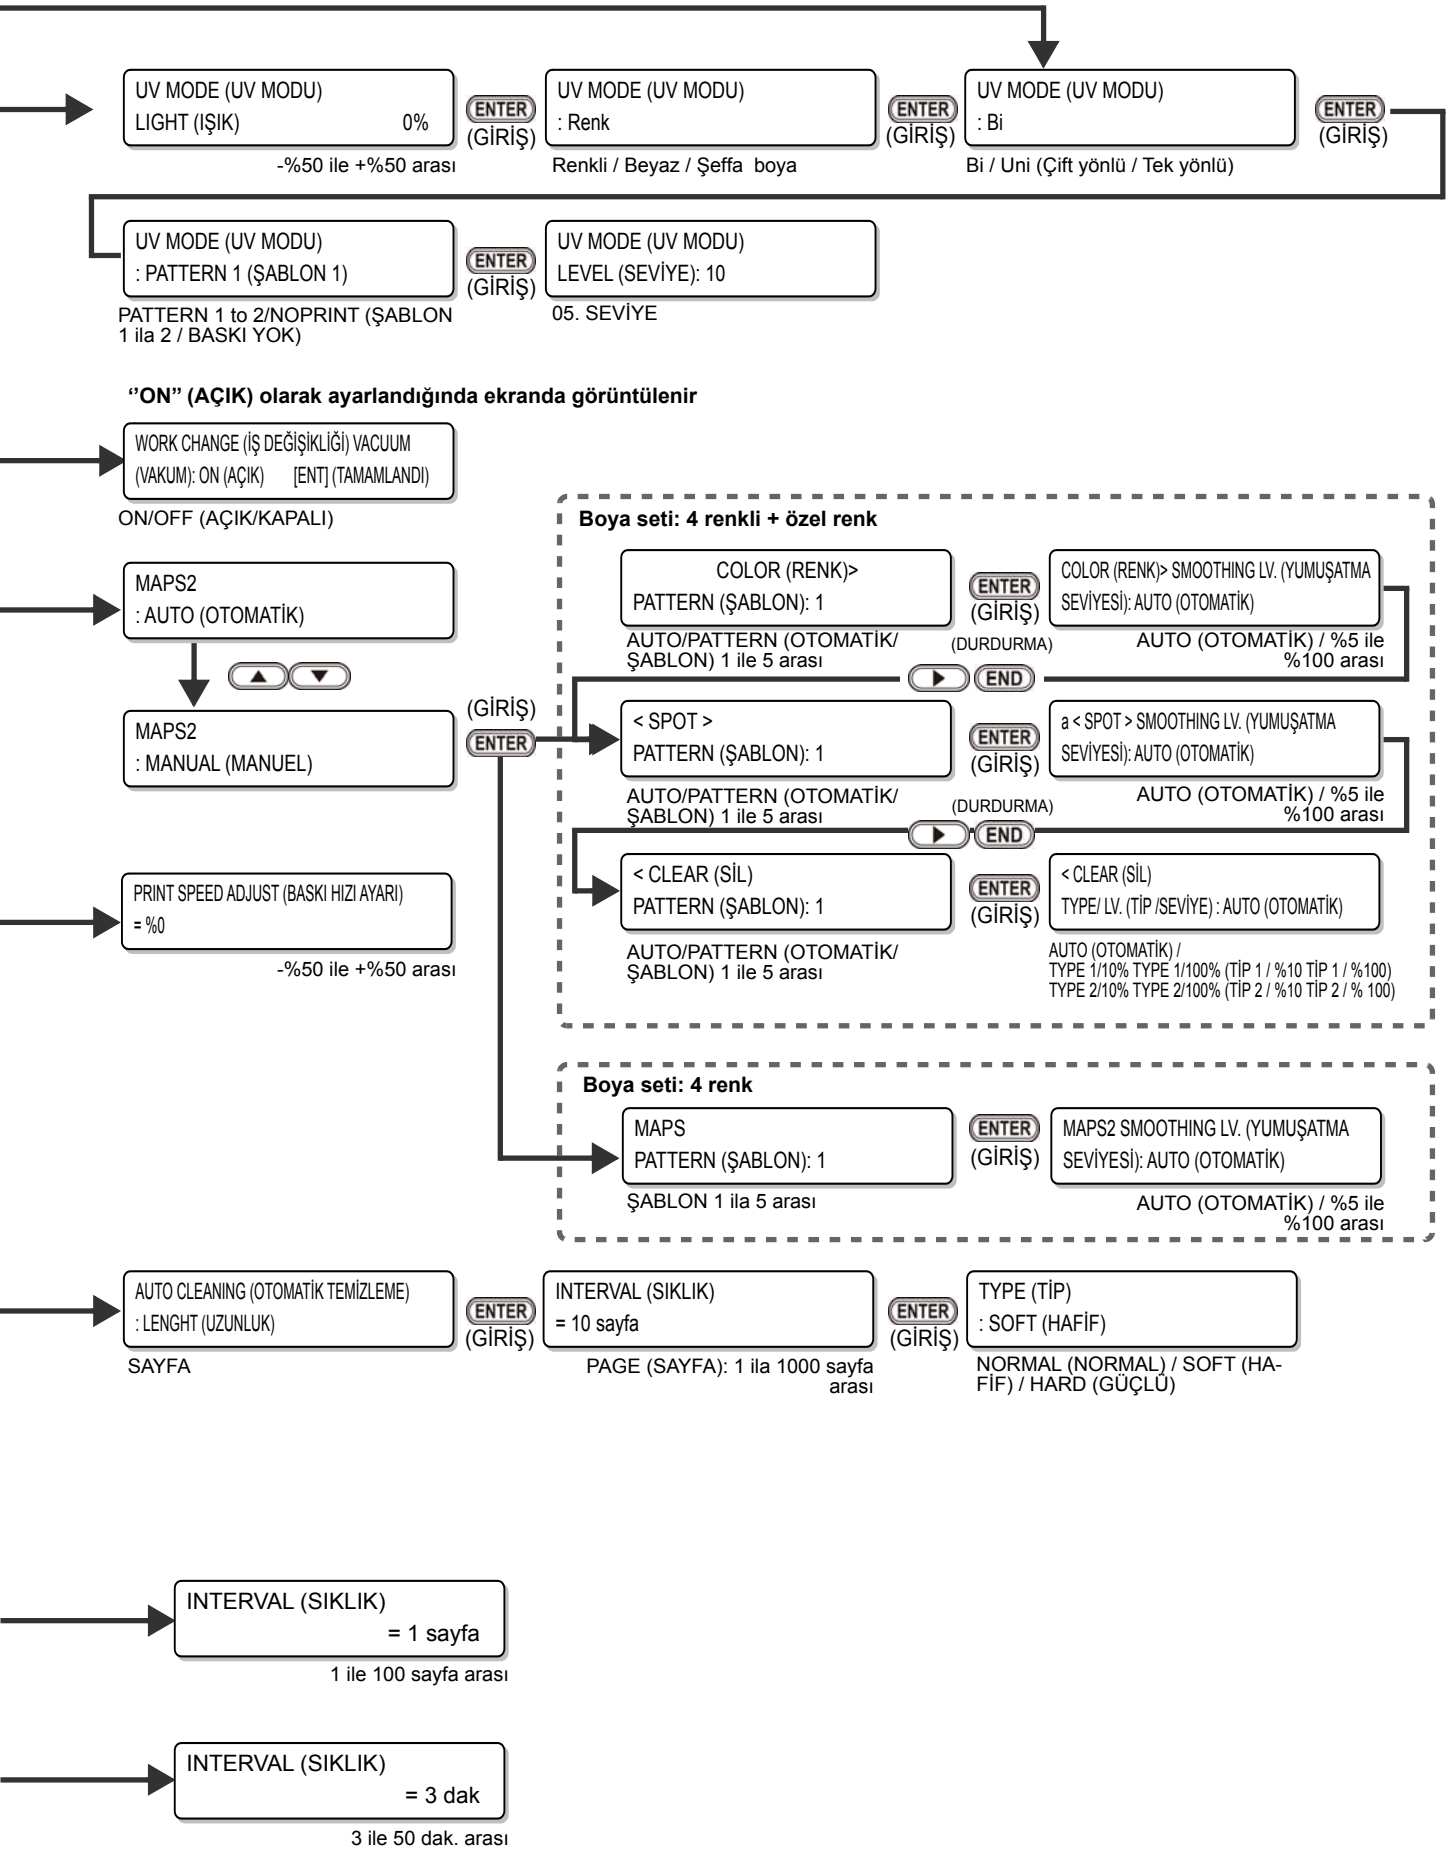 UV MODE (UV MODU)
LIGHT (IŞIK) 0%
-%50 ile +%50 arası
ENTER
(GİRİŞ)
UV MODE (UV MODU)
: Renk
Renkli / Beyaz / Şeffa boya
ENTER
(GİRİŞ)
UV MODE (UV MODU)
: Bi
Bi / Uni (Çift yönlü / Tek yönlü)
ENTER
(GİRİŞ)
UV MODE (UV MODU)
: PATTERN 1 (ŞABLON 1)
PATTERN 1 to 2/NOPRINT (ŞABLON
1 ila 2 / BASKI YOK)
ENTER
(GİRİŞ)
UV MODE (UV MODU)
LEVEL (SEVİYE): 10
05. SEVİYE
‘’ON’’ (AÇIK) olarak ayarlandığında ekranda görüntülenir
WORK CHANGE (İŞ DEĞİŞİKLİĞİ) VACUUM
(VAKUM): ON (AÇIK) [ENT] (TAMAMLANDI)
ON/OFF (AÇIK/KAPALI)
MAPS2
: AUTO (OTOMATİK)
MAPS2
: MANUAL (MANUEL)
(GİRİŞ)
ENTER
Boya seti: 4 renkli + özel renk
COLOR (RENK)>
PATTERN (ŞABLON): 1
AUTO/PATTERN (OTOMATİK/
ŞABLON) 1 ile 5 arası
ENTER
(GİRİŞ)
COLOR (RENK)> SMOOTHING LV. (YUMUŞATMA
SEVİYESİ): AUTO (OTOMATİK)
AUTO (OTOMATİK) / %5 ile
%100 arası
(DURDURMA)
END
< SPOT >
PATTERN (ŞABLON): 1
AUTO/PATTERN (OTOMATİK/
ŞABLON) 1 ile 5 arası
ENTER
(GİRİŞ)
a < SPOT > SMOOTHING LV. (YUMUŞATMA
SEVİYESİ): AUTO (OTOMATİK)
AUTO (OTOMATİK) / %5 ile
%100 arası
(DURDURMA)
END
< CLEAR (SİL)
PATTERN (ŞABLON): 1
AUTO/PATTERN (OTOMATİK/
ŞABLON) 1 ile 5 arası
ENTER
(GİRİŞ)
< CLEAR (SİL)
TYPE/ LV. (TİP /SEVİYE) : AUTO (OTOMATİK)
AUTO (OTOMATİK) /
TYPE 1/10% TYPE 1/100% (TİP 1 / %10 TİP 1 / %100)
TYPE 2/10% TYPE 2/100% (TİP 2 / %10 TİP 2 / % 100)
PRINT SPEED ADJUST (BASKI HIZI AYARI)
= %0
-%50 ile +%50 arası
Boya seti: 4 renk
MAPS
PATTERN (ŞABLON): 1
ŞABLON 1 ila 5 arası
ENTER
(GİRİŞ)
MAPS2 SMOOTHING LV. (YUMUŞATMA
SEVİYESİ): AUTO (OTOMATİK)
AUTO (OTOMATİK) / %5 ile
%100 arası
AUTO CLEANING (OTOMATİK TEMİZLEME)
: LENGHT (UZUNLUK)
SAYFA
ENTER
(GİRİŞ)
INTERVAL (SIKLIK)
= 10 sayfa
PAGE (SAYFA): 1 ila 1000 sayfa
arası
ENTER
(GİRİŞ)
TYPE (TİP)
: SOFT (HAFİF)
NORMAL (NORMAL) / SOFT (HA-
FİF) / HARD (GÜÇLÜ)
INTERVAL (SIKLIK)
= 1 sayfa
1 ile 100 sayfa arası
INTERVAL (SIKLIK)
= 3 dak
3 ile 50 dak. arası